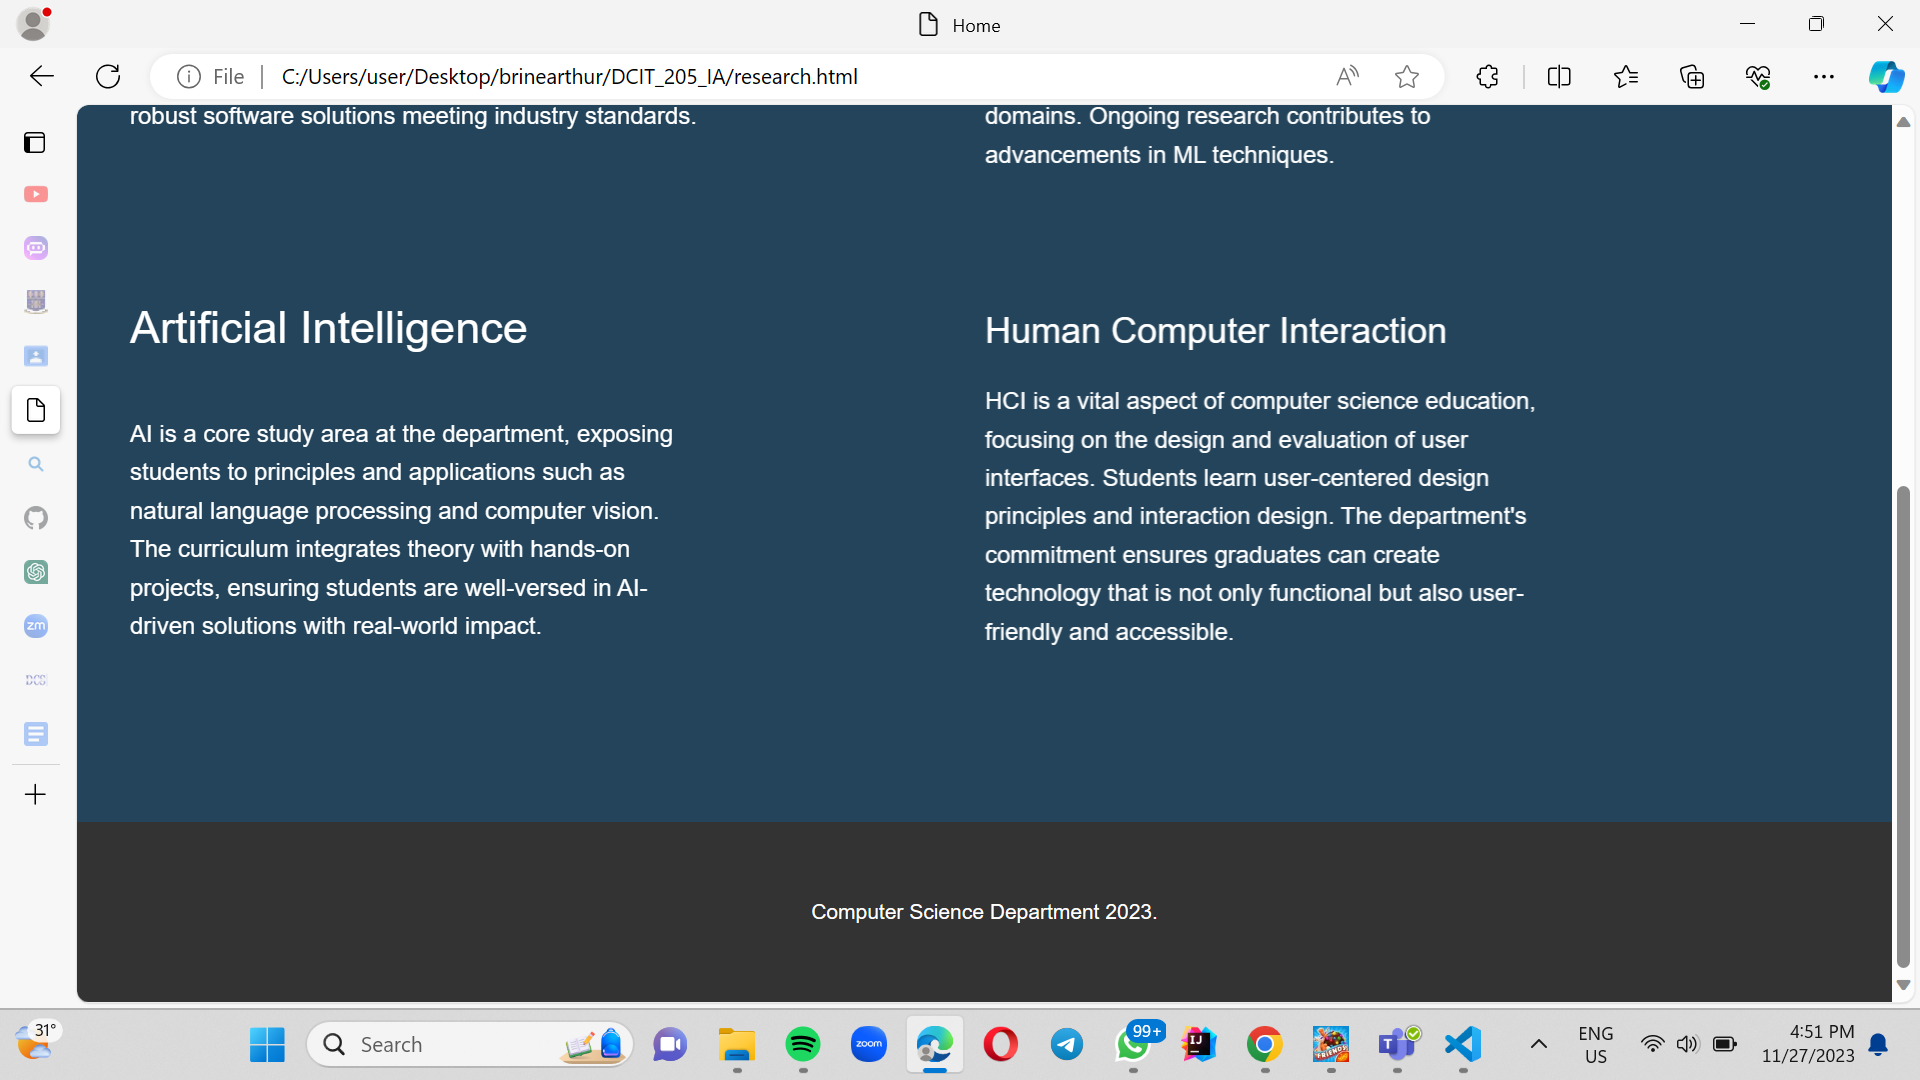 Home
File
C:/Users/user/Desktop/brinearthur/DCIT_205_IA/research.html
robust software solutions meeting industry standards.
domains. Ongoing research contributes to
advancements in ML techniques.
Artificial Intelligence
AI is a core study area at the department, exposing
students to principles and applications such as
natural language processing and computer vision.
The curriculum integrates theory with hands-on
projects, ensuring students are well-versed in AI-
driven solutions with real-world impact.
Human Computer Interaction
HCI is a vital aspect of computer science education,
focusing on the design and evaluation of user
interfaces. Students learn user-centered design
principles and interaction design. The department's
commitment ensures graduates can create
technology that is not only functional but also user-
friendly and accessible.
zm
DCS
Computer Science Department 2023.
31°
Search
zoom
99+
IJ
FRIENDS
T
ENG
US
4:51 PM
11/27/2023